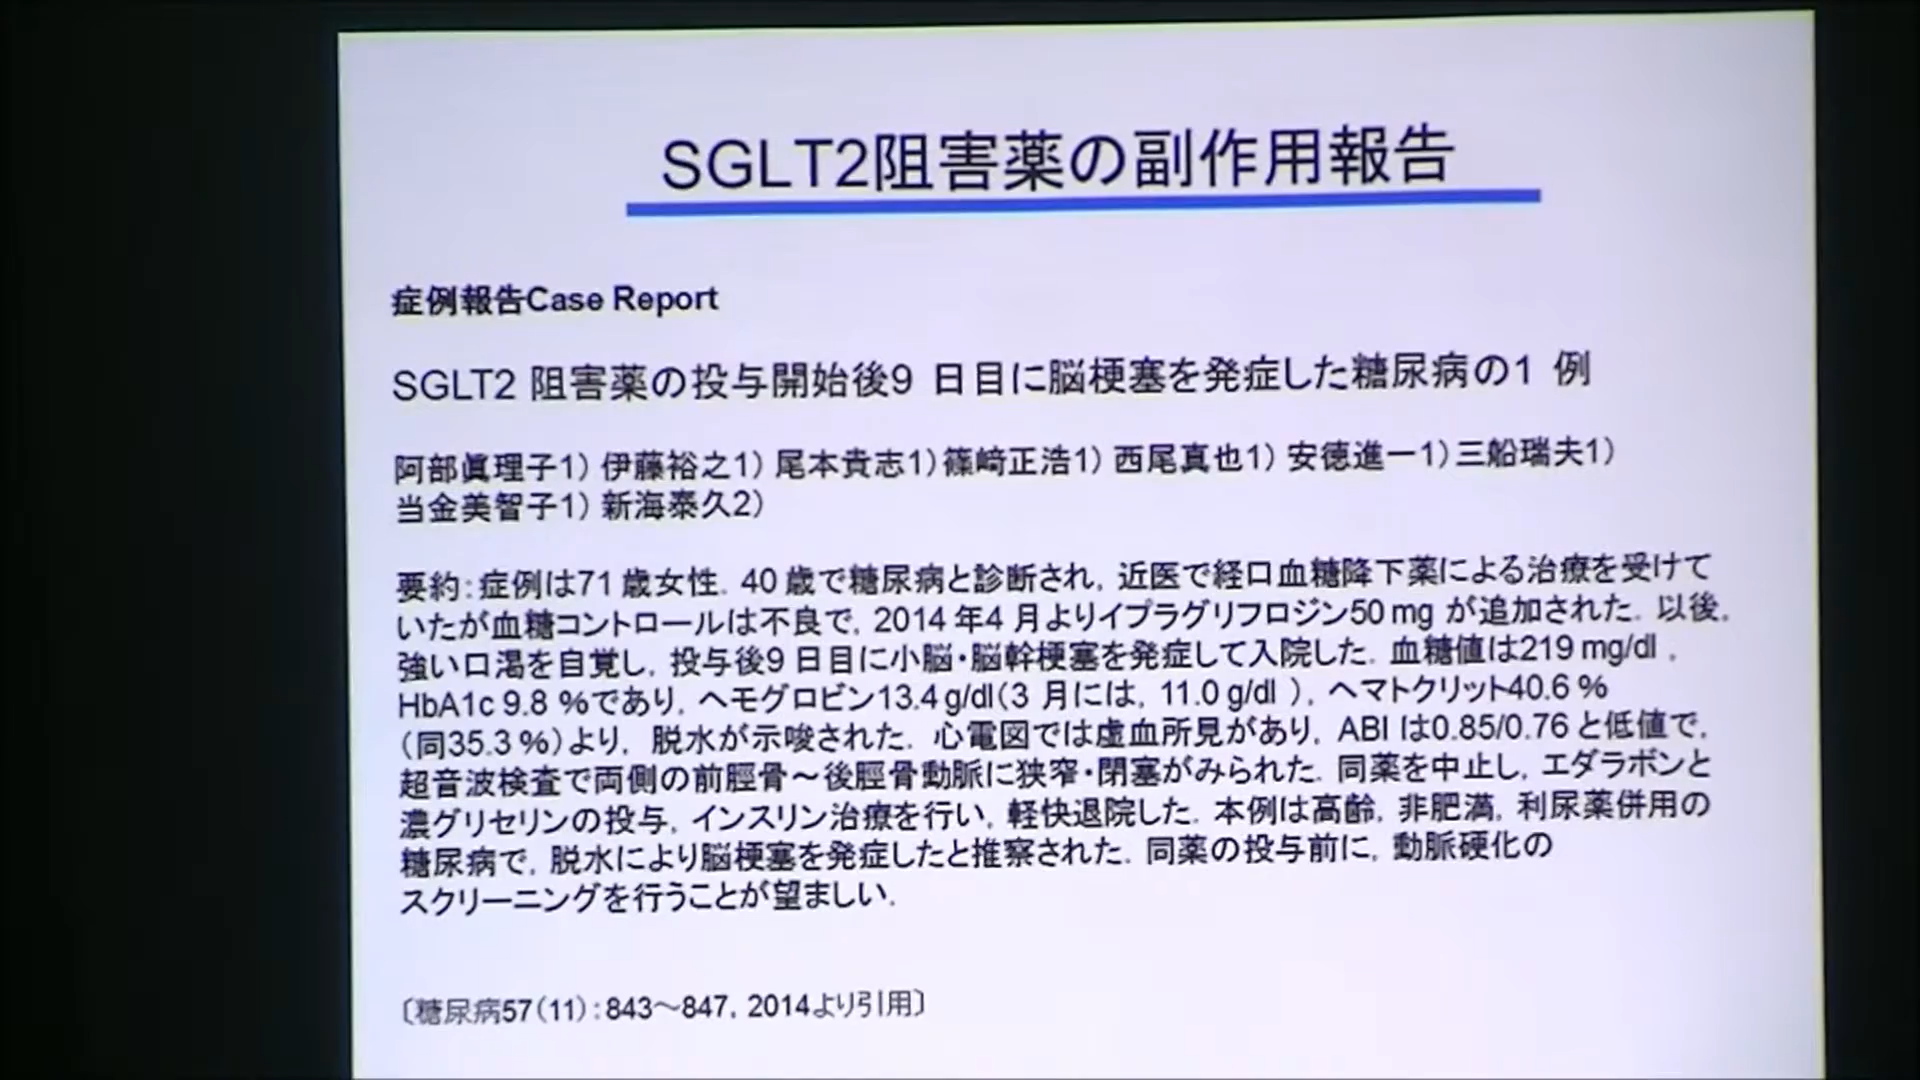 SGLT2阻害薬の副作用報告
症例報告Case Report
SGLT2 阻害薬の投与開始後9 日目に脳梗塞を発症した糖尿病の1 例
阿部眞理子1) 伊藤裕之1) 尾本貴志1) 篠﨑正浩1) 西尾真也1) 安徳進一1) 三船瑞夫1)
当金美智子1) 新海泰久2)
要約：症例は71 歳女性．40 歳で糖尿病と診断され，近医で経口血糖降下薬による治療を受けて
いたが血糖コントロールは不良で，2014 年4 月よりイプラグリフロジン50 mg が追加された．以後，
強い口渇を自覚し，投与後9 日目に小脳・脳幹梗塞を発症して入院した．血糖値は219 mg/dl ，
HbA1c 9.8 %であり，ヘモグロビン13.4 g/dl（3 月には，11.0 g/dl ），ヘマトクリット40.6 %
（同35.3 %）より，脱水が示唆された．心電図では虚血所見があり，ABI は0.85/0.76 と低値で，
超音波検査で両側の前脛骨～後脛骨動脈に狭窄・閉塞がみられた．同薬を中止し，エダラボンと
濃グリセリンの投与，インスリン治療を行い，軽快退院した．本例は高齢，非肥満，利尿薬併用の
糖尿病で，脱水により脳梗塞を発症したと推察された．同薬の投与前に，動脈硬化の
スクリーニングを行うことが望ましい．
〔糖尿病57（11）：843～847，2014より引用〕